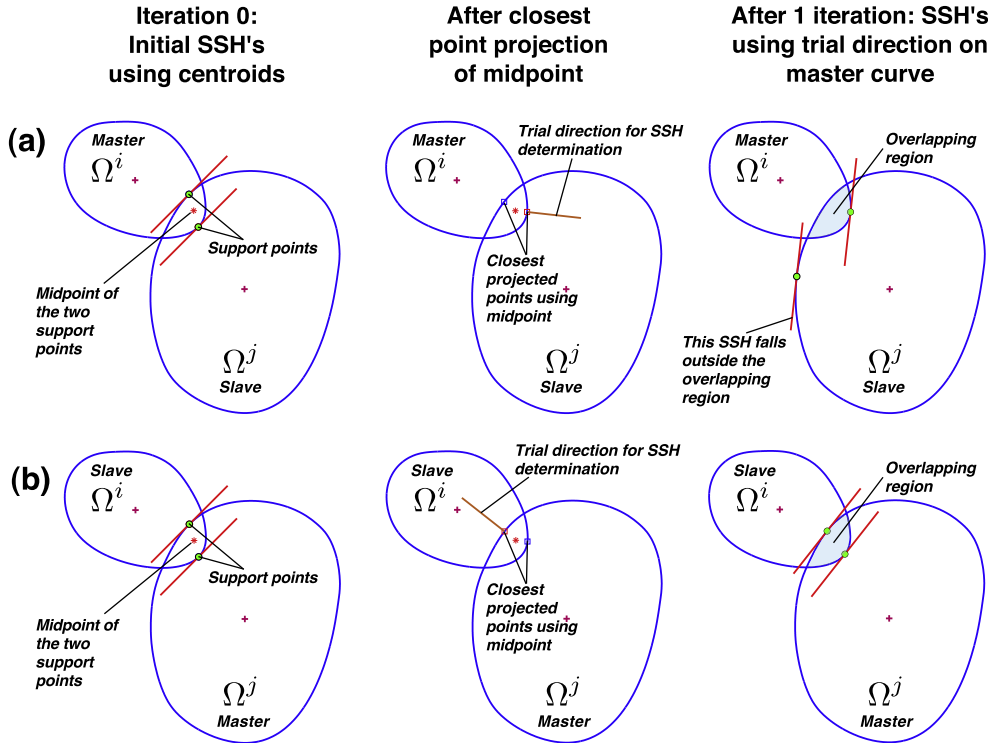 Iteration 0:
Initial SSH's
using centroids
After closest
point projection
of midpoint
After 1 iteration: SSH's
using trial direction on
master curve
(a)
Master
Ωⁱ
Support points
Midpoint of
the two
support
points
Ωʲ
Slave
Master
Ωⁱ
Trial direction for SSH
determination
Closest
projected
points using
midpoint
Ωʲ
Slave
Master
Ωⁱ
Overlapping
region
This SSH falls
outside the
overlapping
region
Ωʲ
Slave
(b)
Slave
Ωⁱ
Support points
Midpoint of
the two
support
points
Ωʲ
Master
Slave
Ωⁱ
Trial direction for SSH
determination
Closest
projected
points using
midpoint
Ωʲ
Master
Slave
Ωⁱ
Overlapping
region
Ωʲ
Master